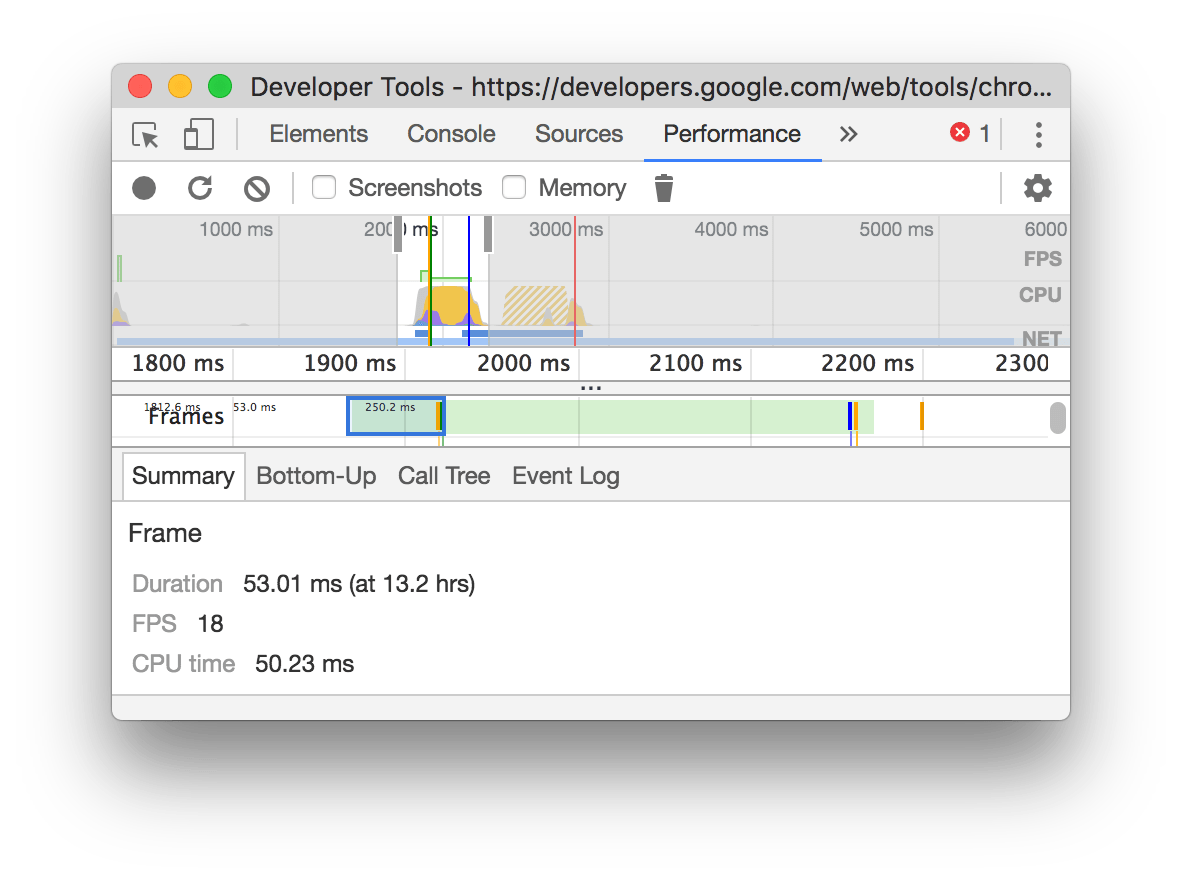 Developer Tools - https://developers.google.com/web/tools/chro...
Elements Console Sources Performance » 1
Screenshots Memory
1000 ms 2000 ms 3000 ms 4000 ms 5000 ms 6000
FPS
CPU
NET
1800 ms 1900 ms 2000 ms 2100 ms 2200 ms 2300
...
1812.6 ms 53.0 ms 250.2 ms
Frames
Summary Bottom-Up Call Tree Event Log
Frame
Duration 53.01 ms (at 13.2 hrs)
FPS 18
CPU time 50.23 ms